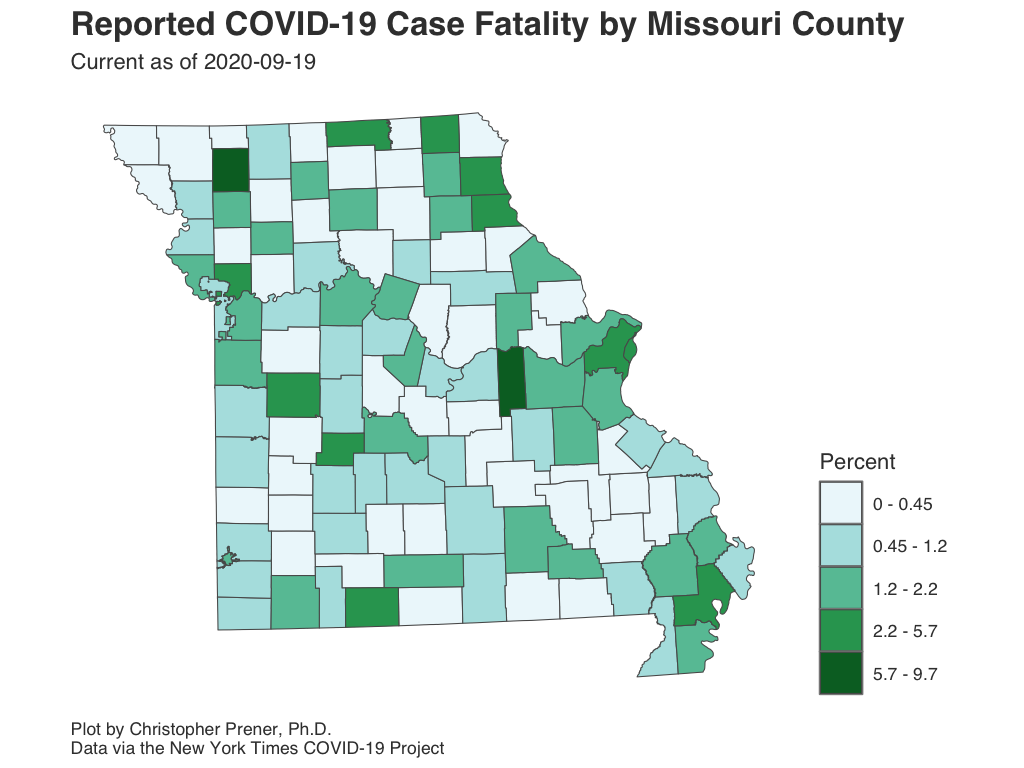 Reported COVID-19 Case Fatality by Missouri County
Current as of 2020-09-19
Percent
0 - 0.45
0.45 - 1.2
1.2 - 2.2
2.2 - 5.7
5.7 - 9.7
Plot by Christopher Prener, Ph.D.
Data via the New York Times COVID-19 Project